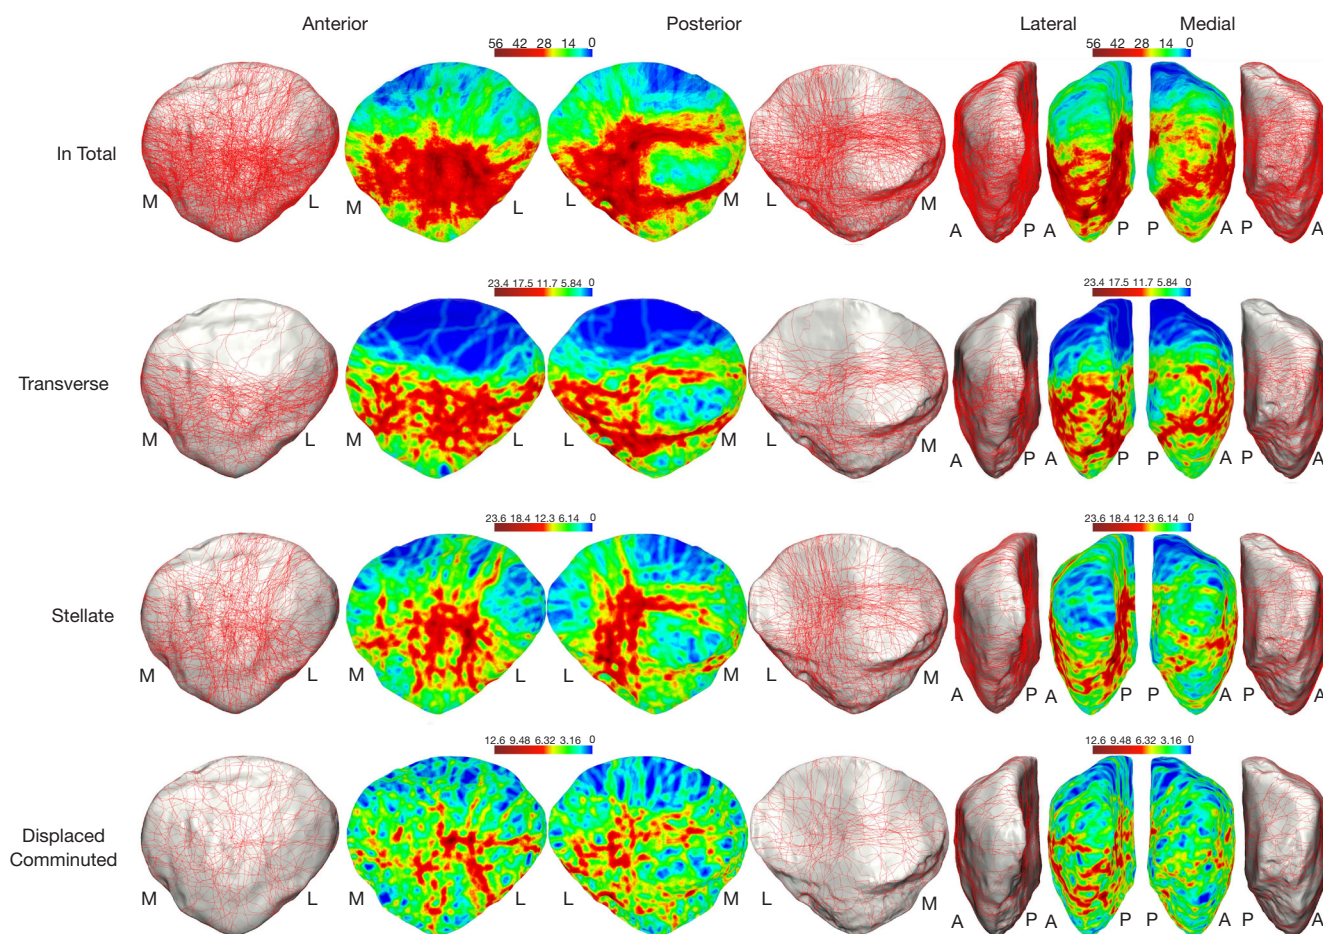 Anterior Posterior Lateral Medial
56 42 28 14 0 56 42 28 14 0
In Total
M L M L L M L M A P A P P A P A
23.4 17.5 11.7 5.84 0 23.4 17.5 11.7 5.84 0
Transverse
M L M L L M L M A P A P P A P A
23.6 18.4 12.3 6.14 0 23.6 18.4 12.3 6.14 0
Stellate
M L M L L M L M A P A P P A P A
12.6 9.48 6.32 3.16 0 12.6 9.48 6.32 3.16 0
Displaced
Comminuted
M L M L L M L M A P A P P A P A